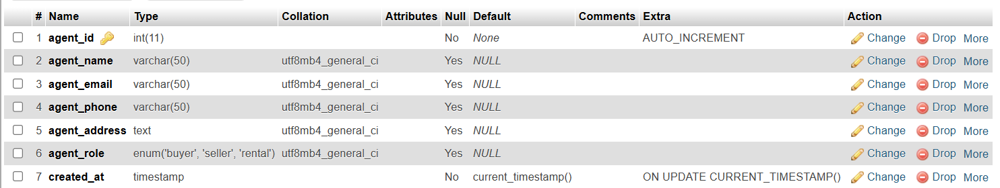 # Name Type Collation Attributes Null Default Comments Extra Action
1 agent_id int(11) No None AUTO_INCREMENT Change Drop More
2 agent_name varchar(50) utf8mb4_general_ci Yes NULL Change Drop More
3 agent_email varchar(50) utf8mb4_general_ci Yes NULL Change Drop More
4 agent_phone varchar(50) utf8mb4_general_ci Yes NULL Change Drop More
5 agent_address text utf8mb4_general_ci Yes NULL Change Drop More
6 agent_role enum('buyer', 'seller', 'rental') utf8mb4_general_ci Yes NULL Change Drop More
7 created_at timestamp No current_timestamp() ON UPDATE CURRENT_TIMESTAMP() Change Drop More